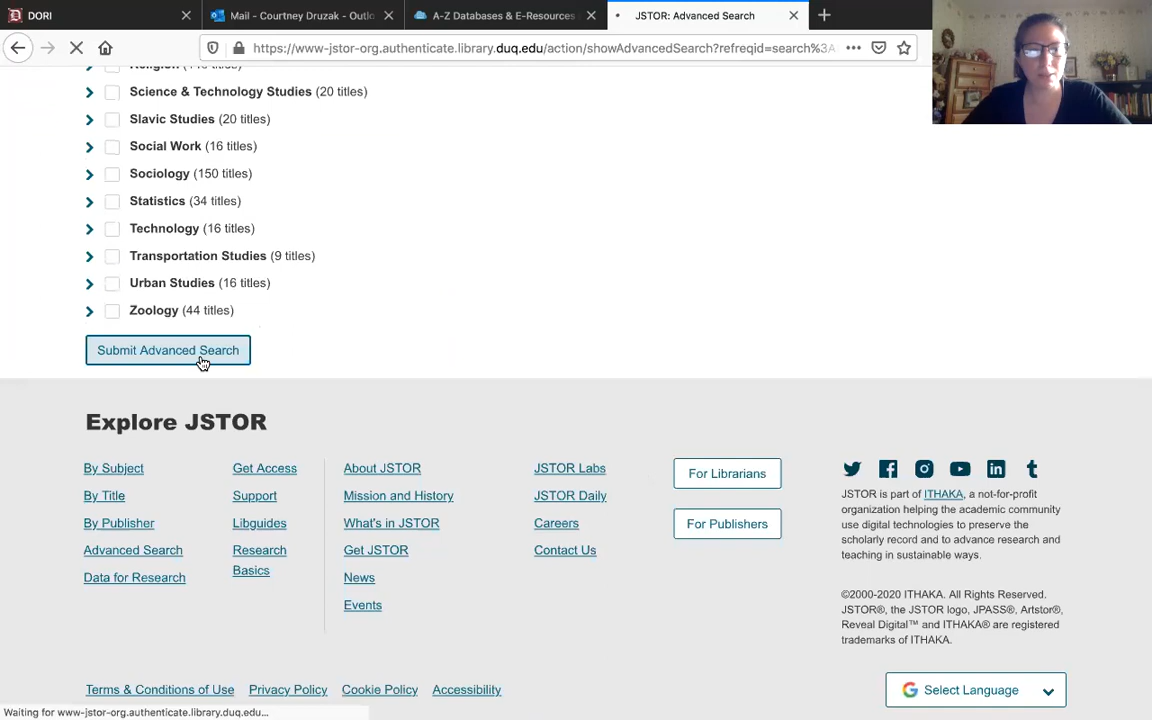 DORI
Mail - Courtney Druzak - Outlo
A-Z Databases & E-Resources
JSTOR: Advanced Search
https://www-jstor-org.authenticate.library.duq.edu/action/showAdvancedSearch?refreqid=search%3A
Religion
Science & Technology Studies (20 titles)
Slavic Studies (20 titles)
Social Work (16 titles)
Sociology (150 titles)
Statistics (34 titles)
Technology (16 titles)
Transportation Studies (9 titles)
Urban Studies (16 titles)
Zoology (44 titles)
Submit Advanced Search
Explore JSTOR
By Subject
By Title
By Publisher
Advanced Search
Data for Research
Get Access
Support
Libguides
Research
Basics
About JSTOR
Mission and History
What's in JSTOR
Get JSTOR
News
Events
JSTOR Labs
JSTOR Daily
Careers
Contact Us
For Librarians
For Publishers
JSTOR is part of ITHAKA, a not-for-profit
organization helping the academic community
use digital technologies to preserve the
scholarly record and to advance research and
teaching in sustainable ways.
©2000-2020 ITHAKA. All Rights Reserved.
JSTOR®, the JSTOR logo, JPASS®, Artstor®,
Reveal Digital™ and ITHAKA® are registered
trademarks of ITHAKA.
Terms & Conditions of Use
Privacy Policy
Cookie Policy
Accessibility
Select Language
Waiting for www-jstor-org.authenticate.library.duq.edu...